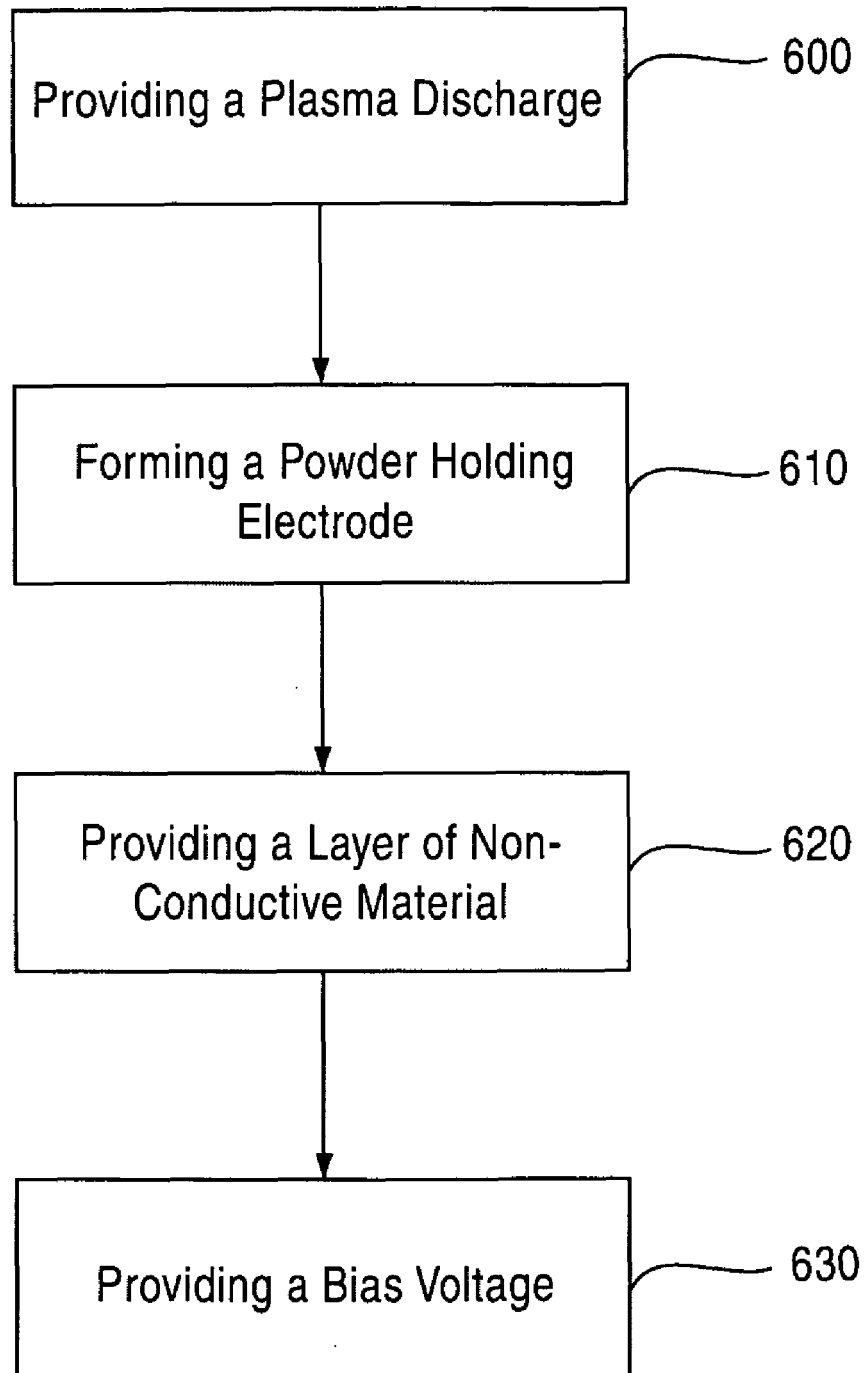 Providing a Plasma Discharge
600
Forming a Powder Holding
Electrode
610
Providing a Layer of Non-
Conductive Material
620
Providing a Bias Voltage
630